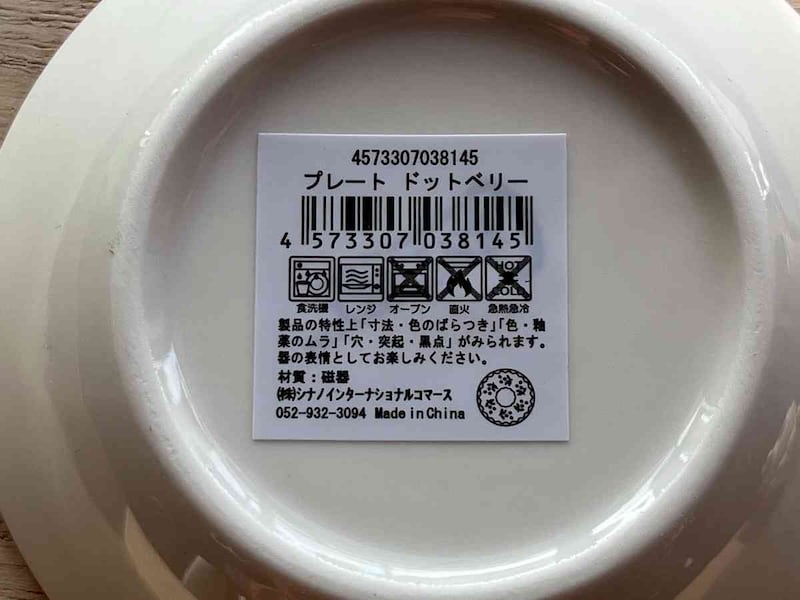 4573307038145
プレート ドットベリー
4 573307 038145
HOT COLD
食洗機 レンジ オーブン 直火 急熱急冷
製品の特性上「寸法・色のばらつき」「色・釉
薬のムラ」「穴・突起・黒点」がみられます。
器の表情としてお楽しみください。
材質：磁器
㈱シナノインターナショナルコマース
052-932-3094 Made in China